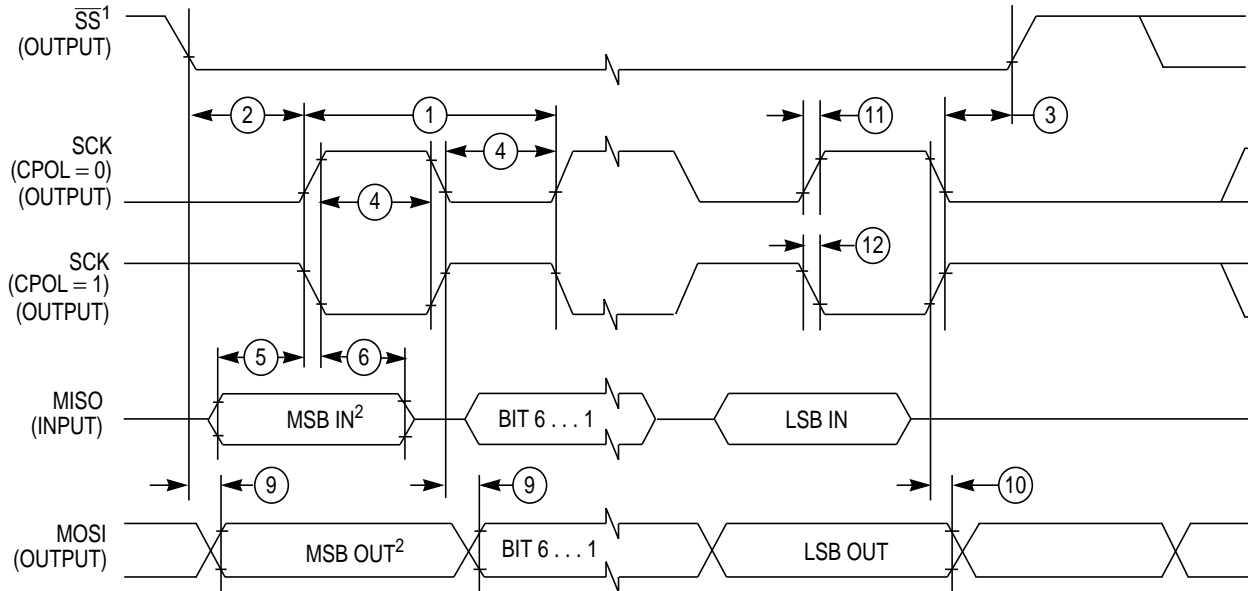 SS¹
(OUTPUT)
2
1
11
3
SCK
(CPOL = 0)
(OUTPUT)
4
4
12
SCK
(CPOL = 1)
(OUTPUT)
5
6
MISO
(INPUT)
MSB IN²
BIT 6 . . . 1
LSB IN
9
9
10
MOSI
(OUTPUT)
MSB OUT²
BIT 6 . . . 1
LSB OUT